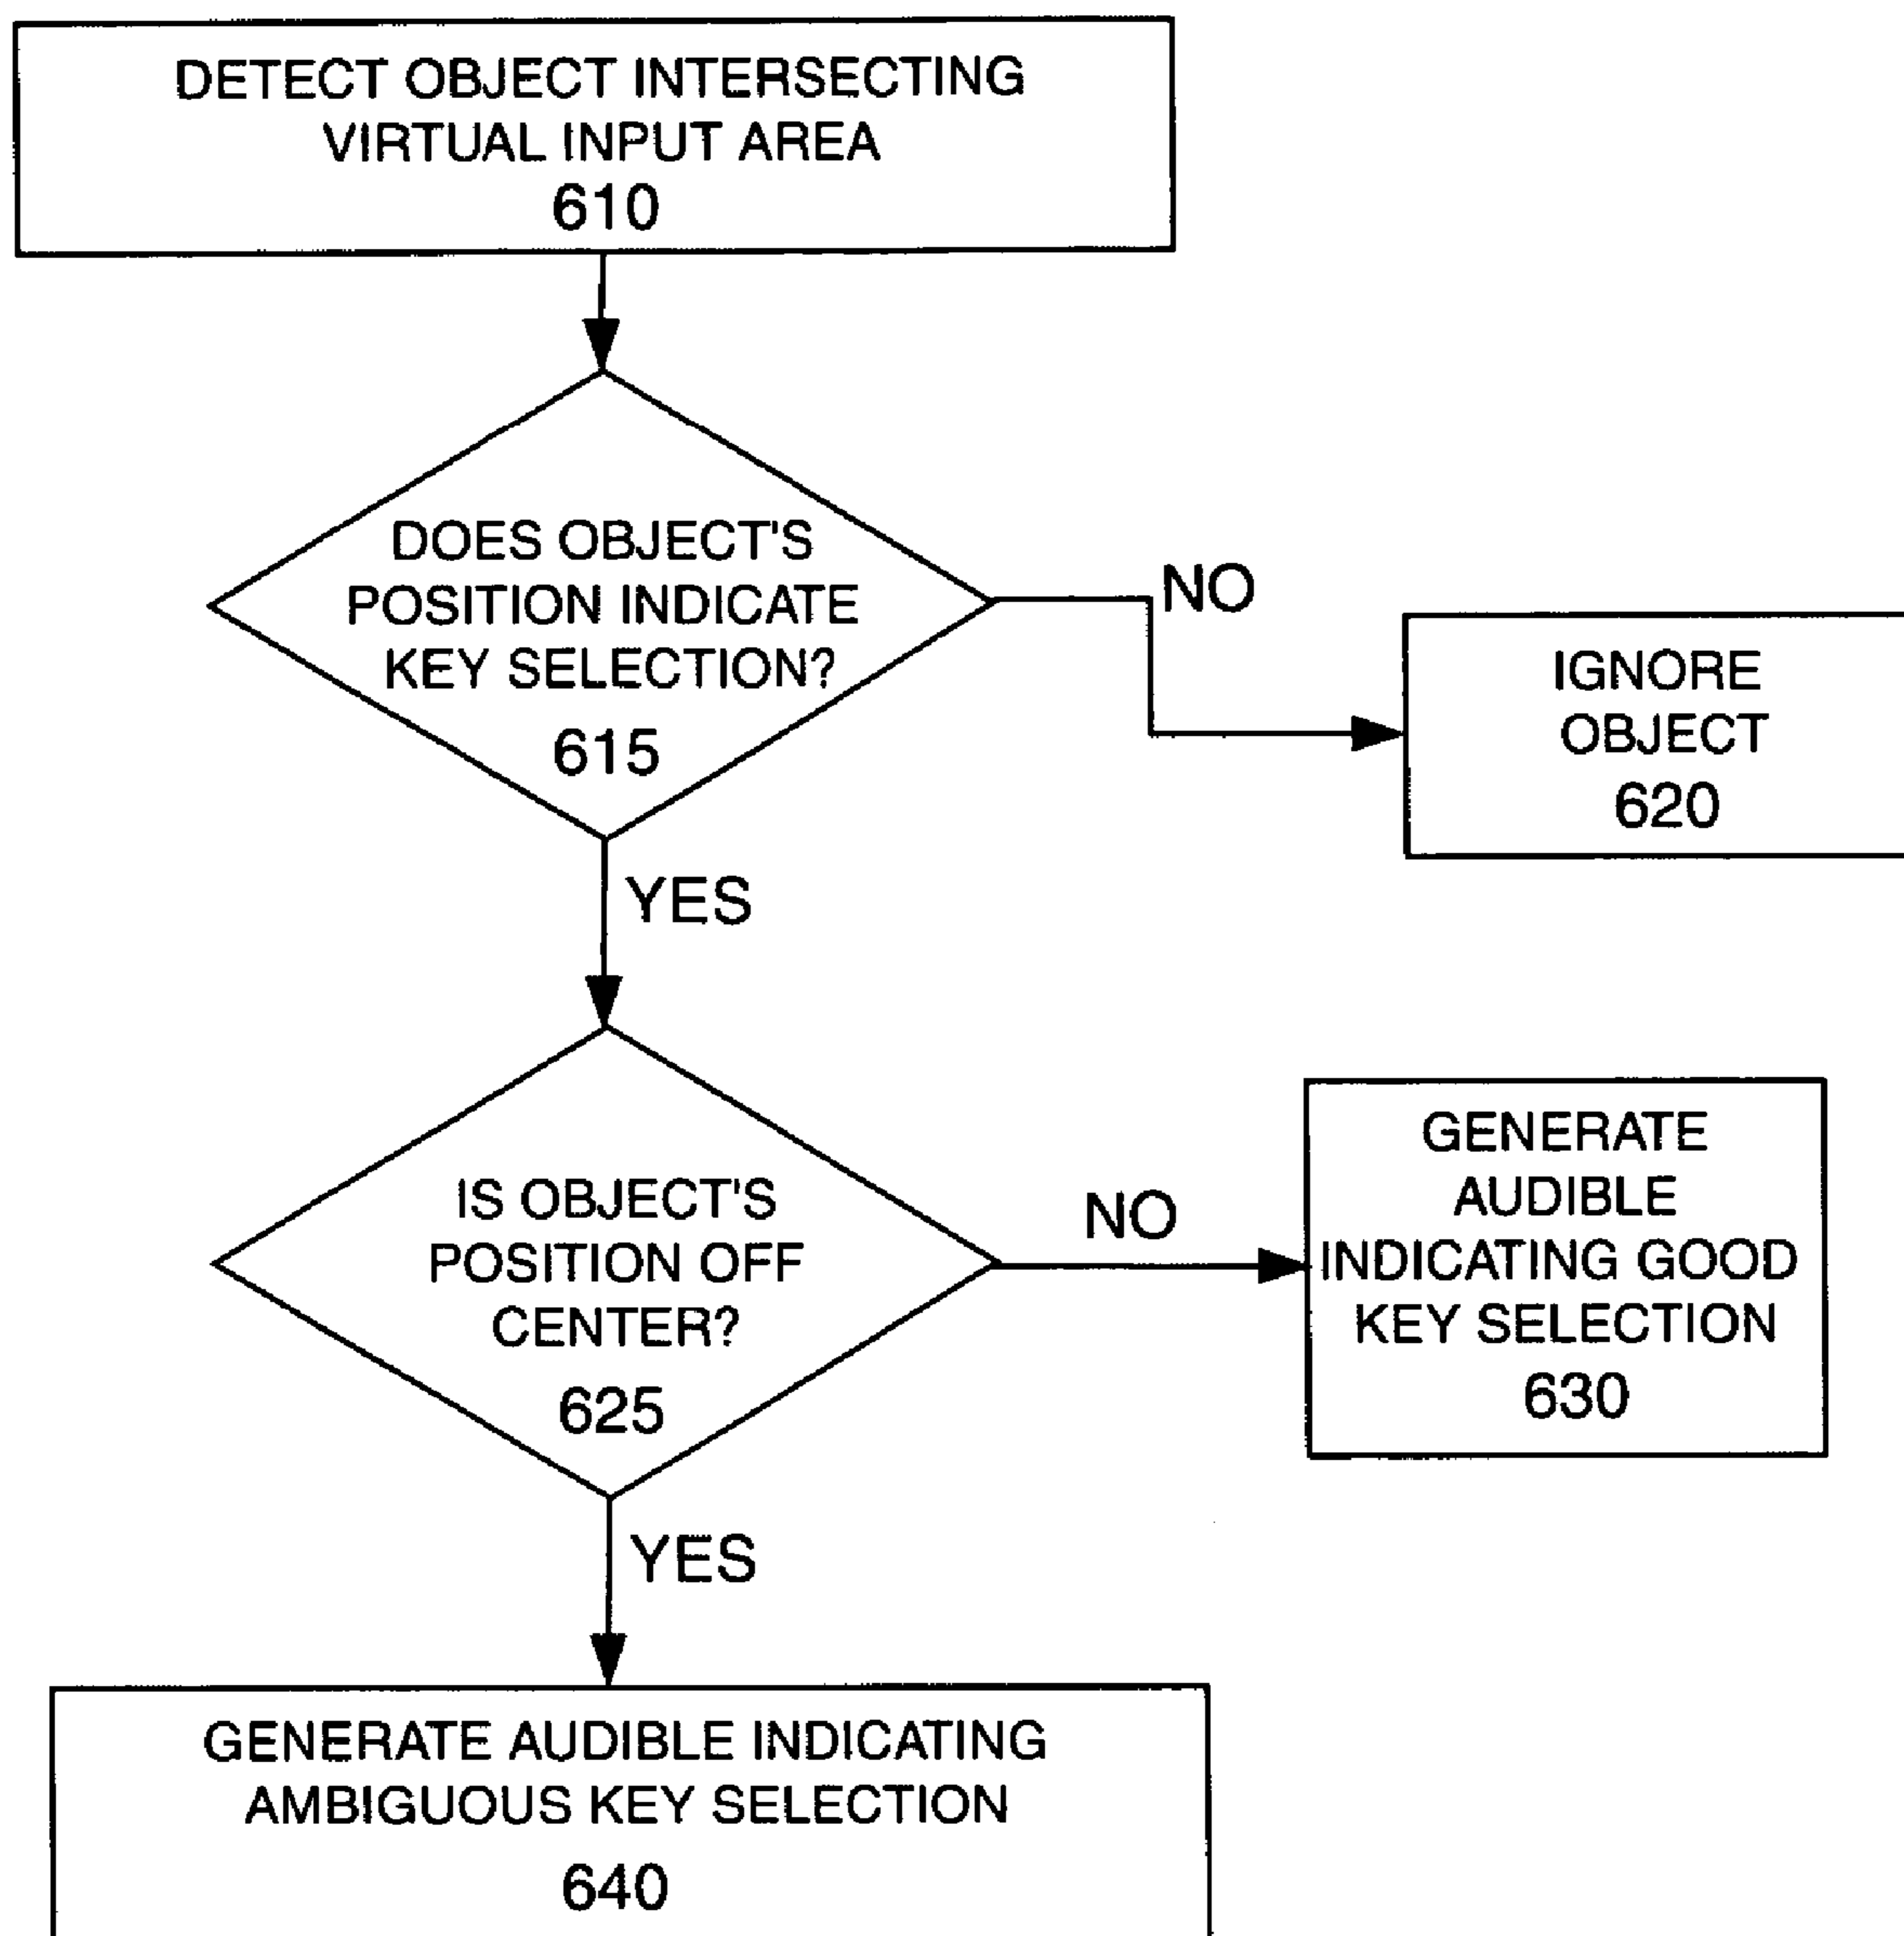 DETECT OBJECT INTERSECTING
VIRTUAL INPUT AREA
610
DOES OBJECT'S
POSITION INDICATE
KEY SELECTION?
615
NO
IGNORE
OBJECT
620
YES
IS OBJECT'S
POSITION OFF
CENTER?
625
NO
GENERATE
AUDIBLE
INDICATING GOOD
KEY SELECTION
630
YES
GENERATE AUDIBLE INDICATING
AMBIGUOUS KEY SELECTION
640